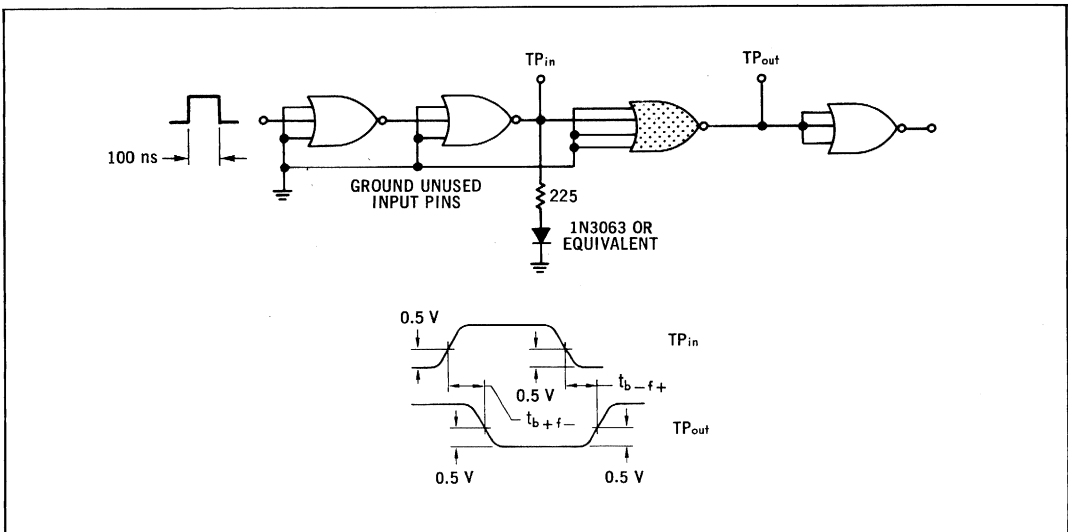 TPin
TPout
100 ns
GROUND UNUSED
INPUT PINS
225
1N3063 OR
EQUIVALENT
0.5 V
TPin
0.5 V
tb−f+
tb+f−
TPout
0.5 V
0.5 V